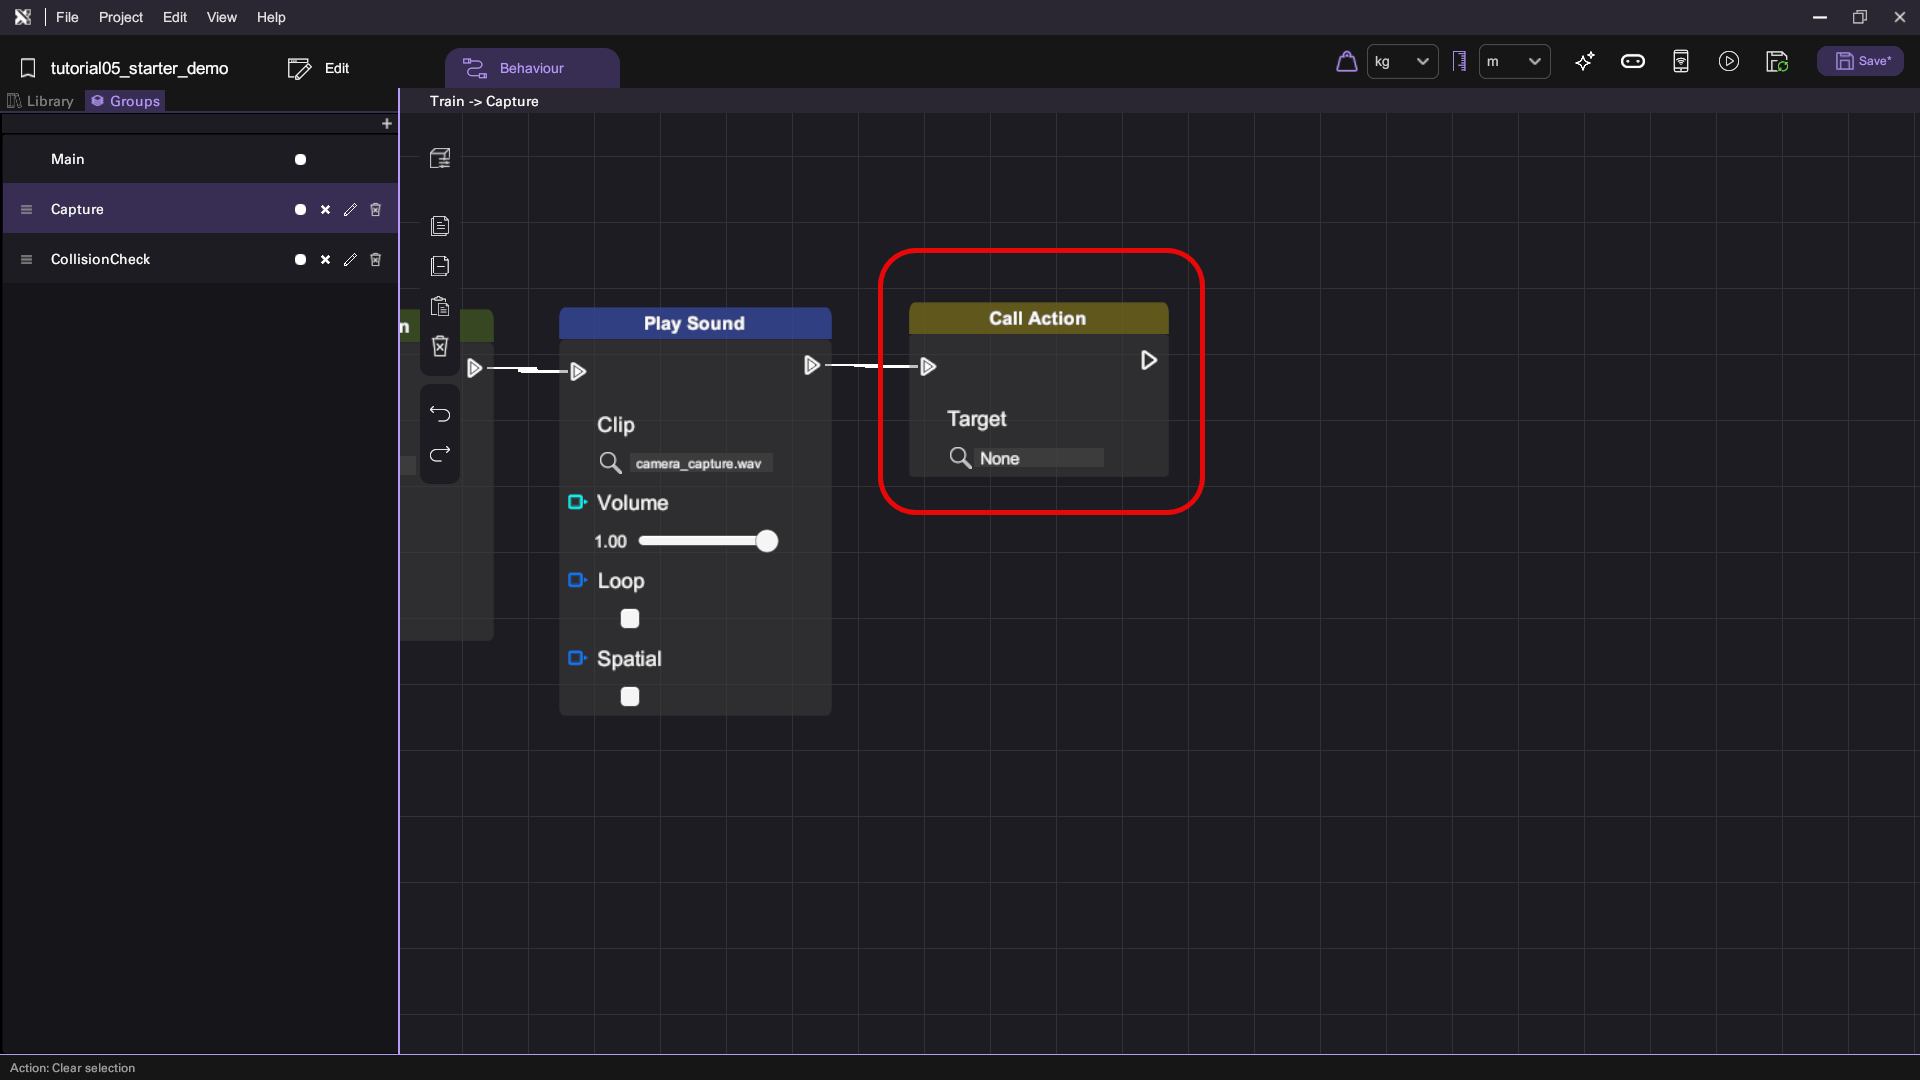 File Project Edit View Help
tutorial05_starter_demo
Edit
Behaviour
kg
m
Save*
Library
Groups
Train -> Capture
+
Main
Capture
CollisionCheck
n
Play Sound
Clip
camera_capture.wav
Volume
1.00
Loop
Spatial
Call Action
Target
None
Action: Clear selection